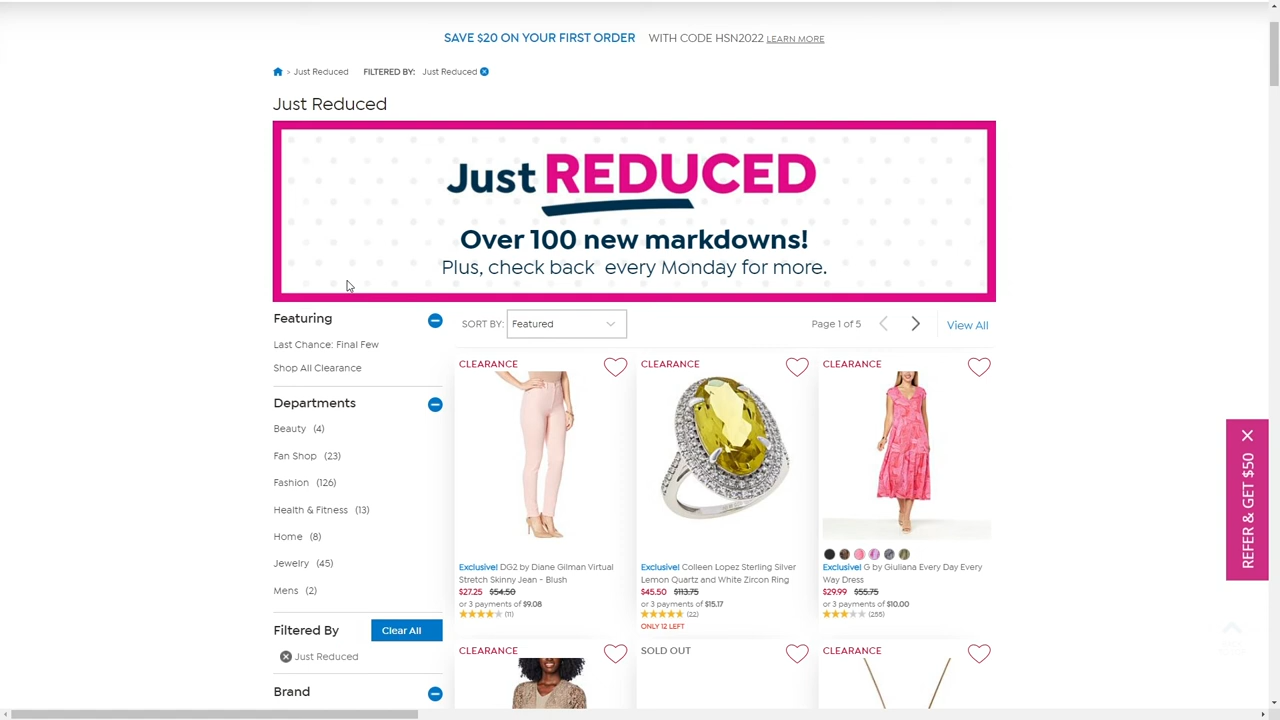 SAVE $20 ON YOUR FIRST ORDER WITH CODE HSN2022 LEARN MORE
> Just Reduced FILTERED BY: Just Reduced
Just Reduced
Just REDUCED
Over 100 new markdowns!
Plus, check back every Monday for more.
Featuring
Last Chance: Final Few
Shop All Clearance
Departments
Beauty (4)
Fan Shop (23)
Fashion (126)
Health & Fitness (13)
Home (8)
Jewelry (45)
Mens (2)
Filtered By Clear All
Just Reduced
Brand
SORT BY: Featured Page 1 of 5 View All
CLEARANCE
Exclusive! DG2 by Diane Gilman Virtual
Stretch Skinny Jean - Blush
$27.25 $54.50
or 3 payments of $9.08
(11)
CLEARANCE
Exclusive! Colleen Lopez Sterling Silver
Lemon Quartz and White Zircon Ring
$45.50 $113.75
or 3 payments of $15.17
(22)
ONLY 12 LEFT
CLEARANCE
Exclusive! G by Giuliana Every Day Every
Way Dress
$29.99 $55.75
or 3 payments of $10.00
(255)
CLEARANCE
SOLD OUT
CLEARANCE
REFER & GET $50